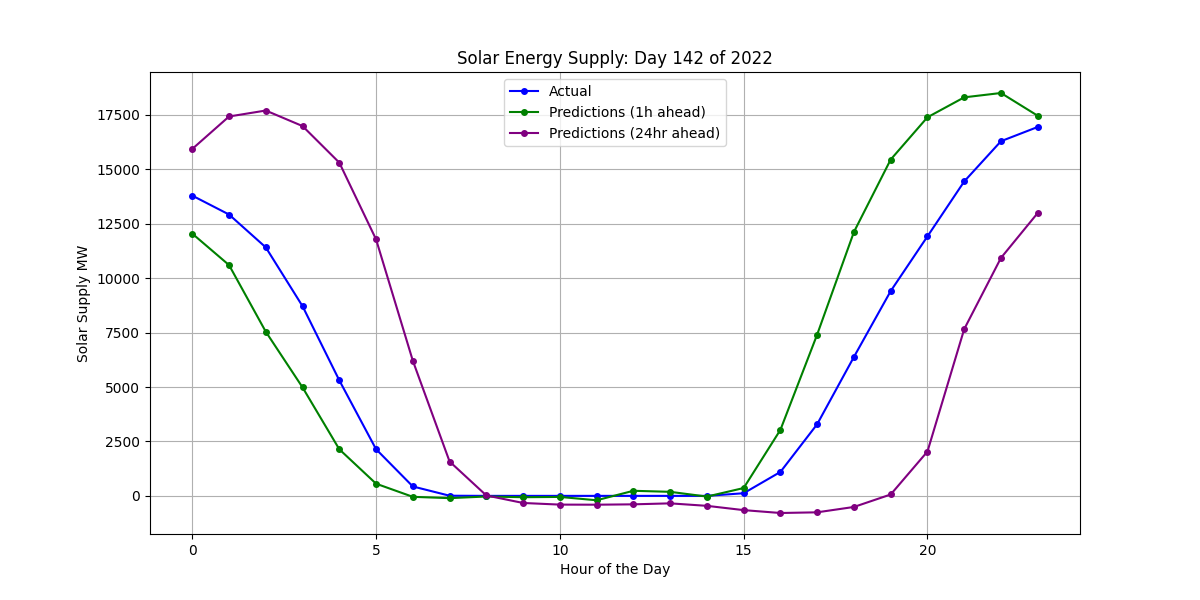 Solar Energy Supply: Day 142 of 2022
Actual
Predictions (1h ahead)
Predictions (24hr ahead)
17500
15000
12500
10000
7500
5000
2500
0
Solar Supply MW
0 5 10 15 20
Hour of the Day